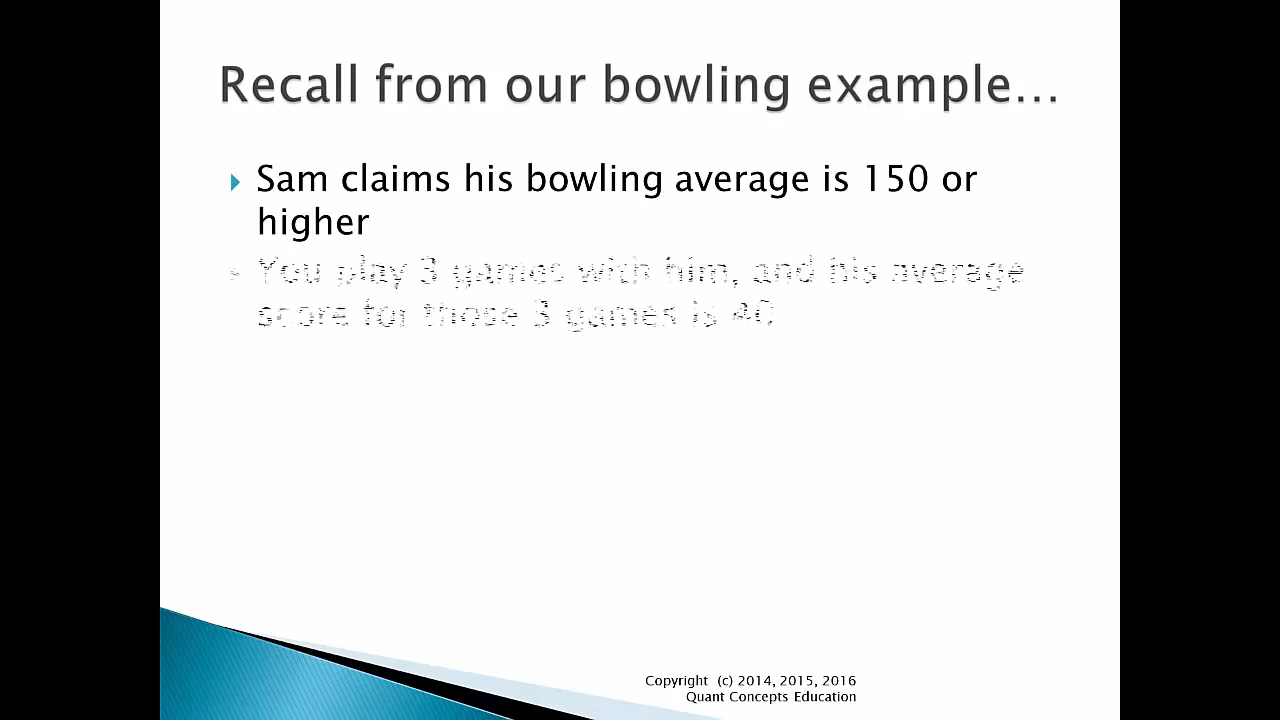 Recall from our bowling example…
Sam claims his bowling average is 150 or
higher
You play 3 games with him, and his average
score for those 3 games is 40
Copyright (c) 2014, 2015, 2016
Quant Concepts Education